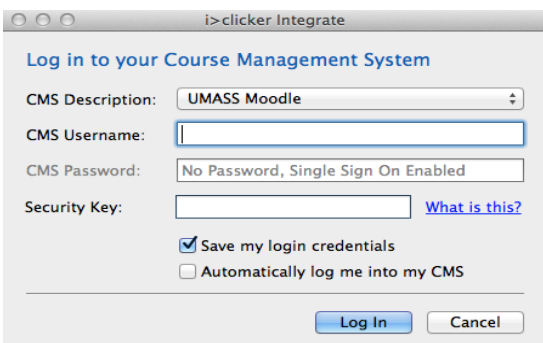 i>clicker Integrate
Log in to your Course Management System
CMS Description: UMASS Moodle
CMS Username:
CMS Password: No Password, Single Sign On Enabled
Security Key: What is this?
Save my login credentials
Automatically log me into my CMS
Log In Cancel